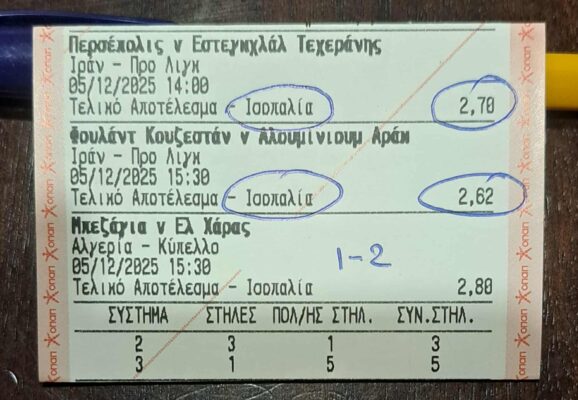 Περσέπολις v Εστεγκχλάλ Τεχεράνης
Ιράν - Προ Λιγκ
05/12/2025 14:00
Τελικό Αποτέλεσμα - Ισοπαλία 2,70
Φουλάντ Κουζεστάν v Αλουμίνιουμ Αράκ
Ιράν - Προ Λιγκ
05/12/2025 15:30
Τελικό Αποτέλεσμα - Ισοπαλία 2,62
Μπεζάγια v Ελ Χάρας
Αλγερία - Κύπελλο
1-2
05/12/2025 15:30
Τελικό Αποτέλεσμα - Ισοπαλία 2,80
ΣΥΣΤΗΜΑ ΣΤΗΛΕΣ ΠΟΛ/ΗΣ ΣΤΗΛ. ΣΥΝ.ΣΤΗΛ.
2 3 1 3
3 1 5 5
οπαπ